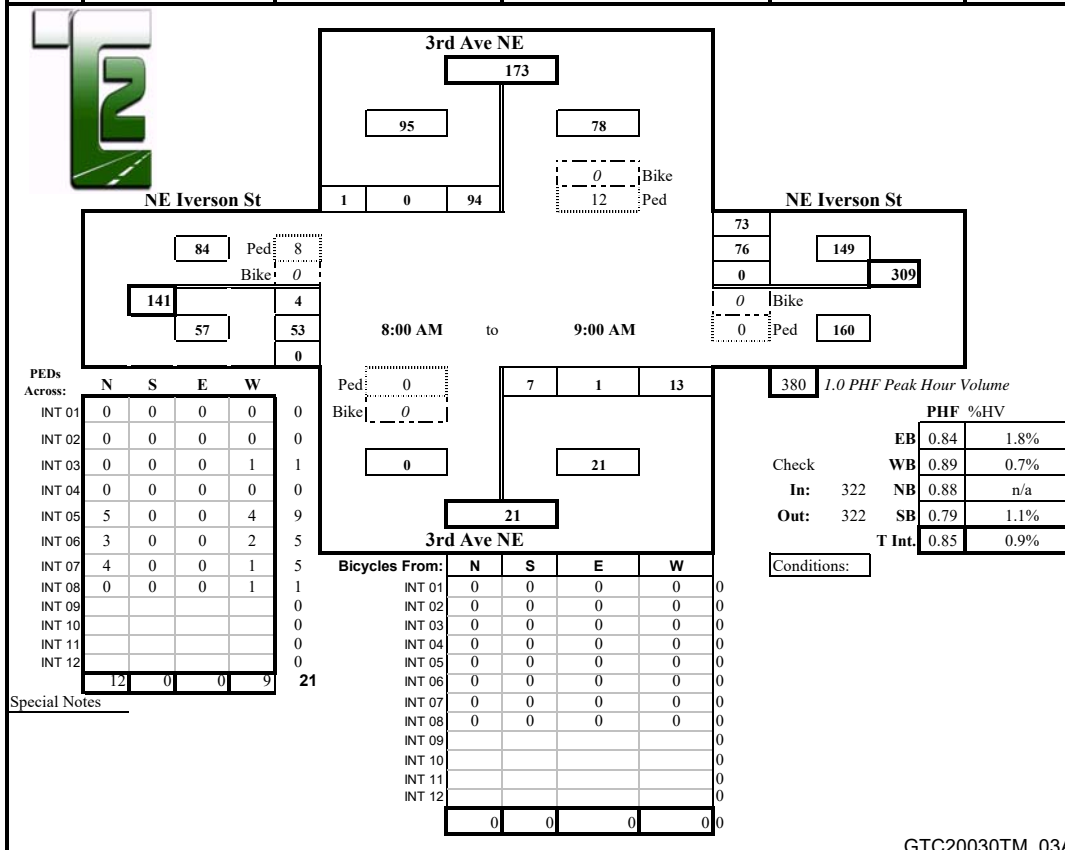 T2
3rd Ave NE
173
95 78
0 Bike
12 Ped
NE Iverson St
1 0 94
NE Iverson St
73
84 Ped 8
76 149
Bike 0
0 309
141 4
0 Bike
57 53
8:00 AM to 9:00 AM
0 Ped 160
0
PEDs
Across: N S E W
INT 01 0 0 0 0 0
INT 02 0 0 0 0 0
INT 03 0 0 0 1 1
INT 04 0 0 0 0 0
INT 05 5 0 0 4 9
INT 06 3 0 0 2 5
INT 07 4 0 0 1 5
INT 08 0 0 0 1 1
INT 09 0
INT 10 0
INT 11 0
INT 12 0
12 0 0 9 21
Special Notes
Ped 0
7 1 13
Bike 0
0 21
21
3rd Ave NE
380 1.0 PHF Peak Hour Volume
PHF %HV
EB 0.84 1.8%
Check WB 0.89 0.7%
In: 322 NB 0.88 n/a
Out: 322 SB 0.79 1.1%
T Int. 0.85 0.9%
Conditions:
Bicycles From: N S E W
INT 01 0 0 0 0 0
INT 02 0 0 0 0 0
INT 03 0 0 0 0 0
INT 04 0 0 0 0 0
INT 05 0 0 0 0 0
INT 06 0 0 0 0 0
INT 07 0 0 0 0 0
INT 08 0 0 0 0 0
INT 09 0
INT 10 0
INT 11 0
INT 12 0
0 0 0 0 0